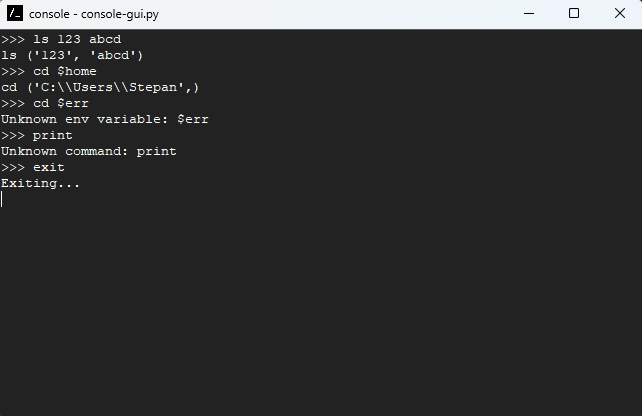 console - console-gui.py
>>> ls 123 abcd
ls ('123', 'abcd')
>>> cd $home
cd ('C:\\Users\\Stepan',)
>>> cd $err
Unknown env variable: $err
>>> print
Unknown command: print
>>> exit
Exiting...